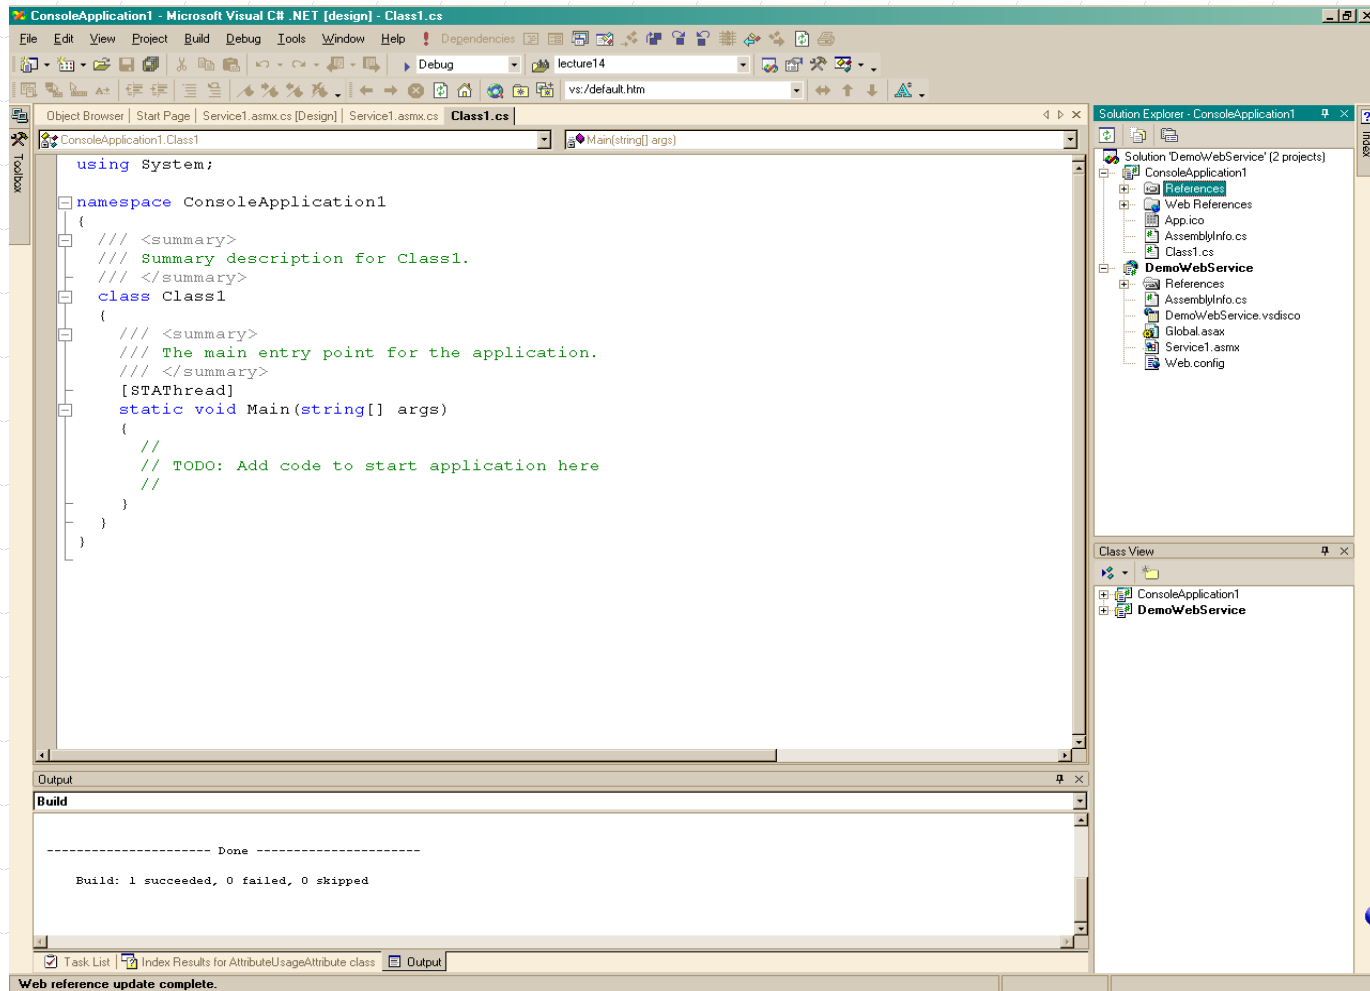 ConsoleApplication1 - Microsoft Visual C# .NET [design] - Class1.cs
File Edit View Project Build Debug Tools Window Help Dependencies
Debug lecture14
vs:/default.htm
Toolbox
Object Browser Start Page Service1.asmx.cs [Design] Service1.asmx.cs Class1.cs
ConsoleApplication1.Class1 Main(string[] args)
using System;
namespace ConsoleApplication1
{
/// <summary>
/// Summary description for Class1.
/// </summary>
class Class1
{
/// <summary>
/// The main entry point for the application.
/// </summary>
[STAThread]
static void Main(string[] args)
{
//
// TODO: Add code to start application here
//
}
}
}
Solution Explorer - ConsoleApplication1
Solution 'DemoWebService' (2 projects)
ConsoleApplication1
References
Web References
App.ico
AssemblyInfo.cs
Class1.cs
DemoWebService
References
AssemblyInfo.cs
DemoWebService.vsdisco
Global.asax
Service1.asmx
Web.config
Index
Class View
ConsoleApplication1
DemoWebService
Output
Build
---------------------- Done ----------------------
Build: 1 succeeded, 0 failed, 0 skipped
Task List Index Results for AttributeUsageAttribute class Output
Web reference update complete.